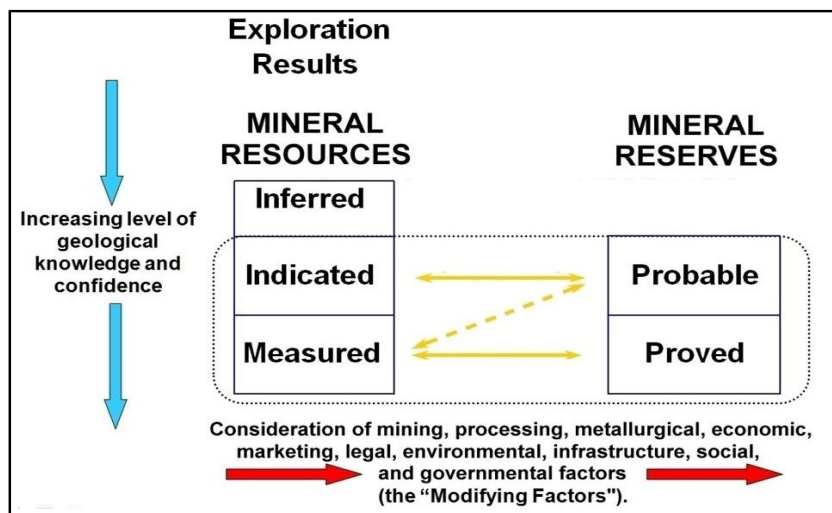 Exploration
Results
MINERAL
RESOURCES
MINERAL
RESERVES
Increasing level of
geological
knowledge and
confidence
Inferred
Indicated
Measured
Probable
Proved
Consideration of mining, processing, metallurgical, economic,
marketing, legal, environmental, infrastructure, social,
and governmental factors
(the “Modifying Factors").